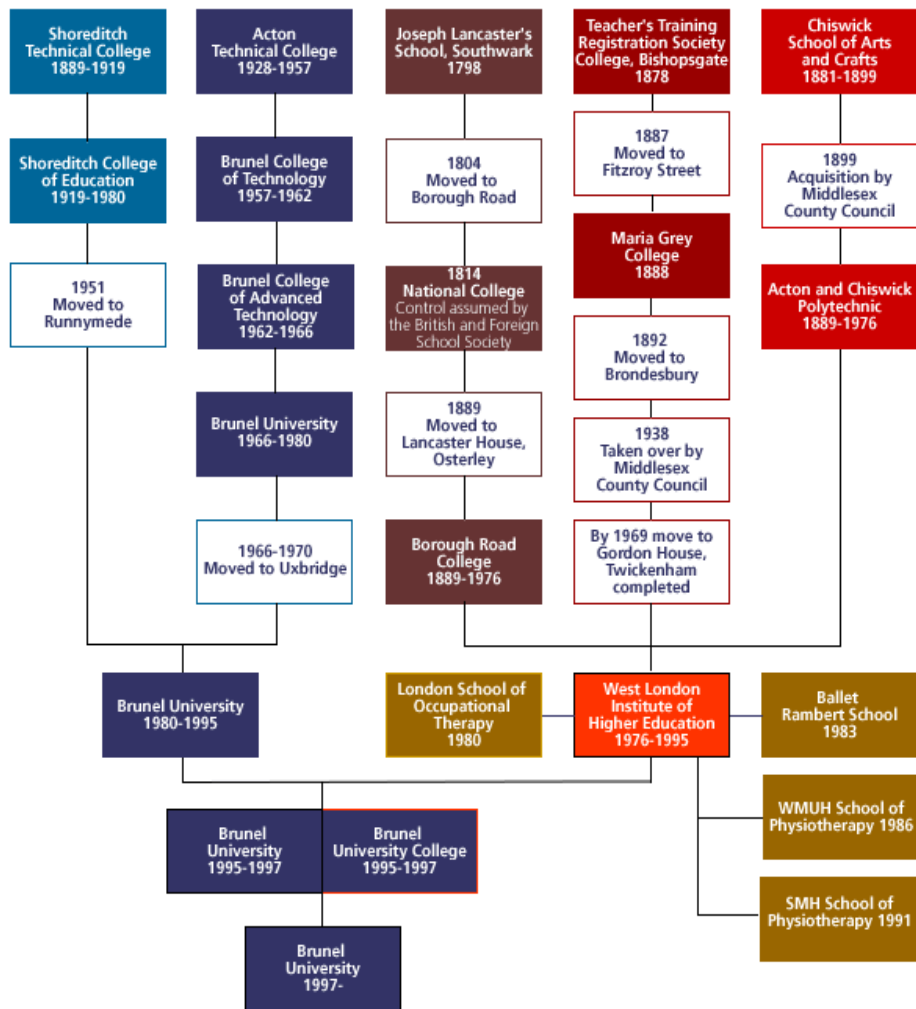 Shoreditch
Technical College
1889-1919
Acton
Technical College
1928-1957
Joseph Lancaster's
School, Southwark
1798
Teacher's Training
Registration Society
College, Bishopsgate
1878
Chiswick
School of Arts
and Crafts
1881-1899
Shoreditch College
of Education
1919-1980
Brunel College
of Technology
1957-1962
1804
Moved to
Borough Road
1887
Moved to
Fitzroy Street
1899
Acquisition by
Middlesex
County Council
Maria Grey
College
1888
1951
Moved to
Runnymede
Brunel College
of Advanced
Technology
1962-1966
1814
National College
Control assumed by
the British and Foreign
School Society
Acton and Chiswick
Polytechnic
1889-1976
1892
Moved to
Brondesbury
Brunel University
1966-1980
1889
Moved to
Lancaster House,
Osterley
1938
Taken over by
Middlesex
County Council
1966-1970
Moved to Uxbridge
Borough Road
College
1889-1976
By 1969 move to
Gordon House,
Twickenham
completed
Brunel University
1980-1995
London School of
Occupational
Therapy
1980
West London
Institute of
Higher Education
1976-1995
Ballet
Rambert School
1983
WMUH School of
Physiotherapy 1986
Brunel
University
1995-1997
Brunel
University College
1995-1997
SMH School of
Physiotherapy 1991
Brunel
University
1997-